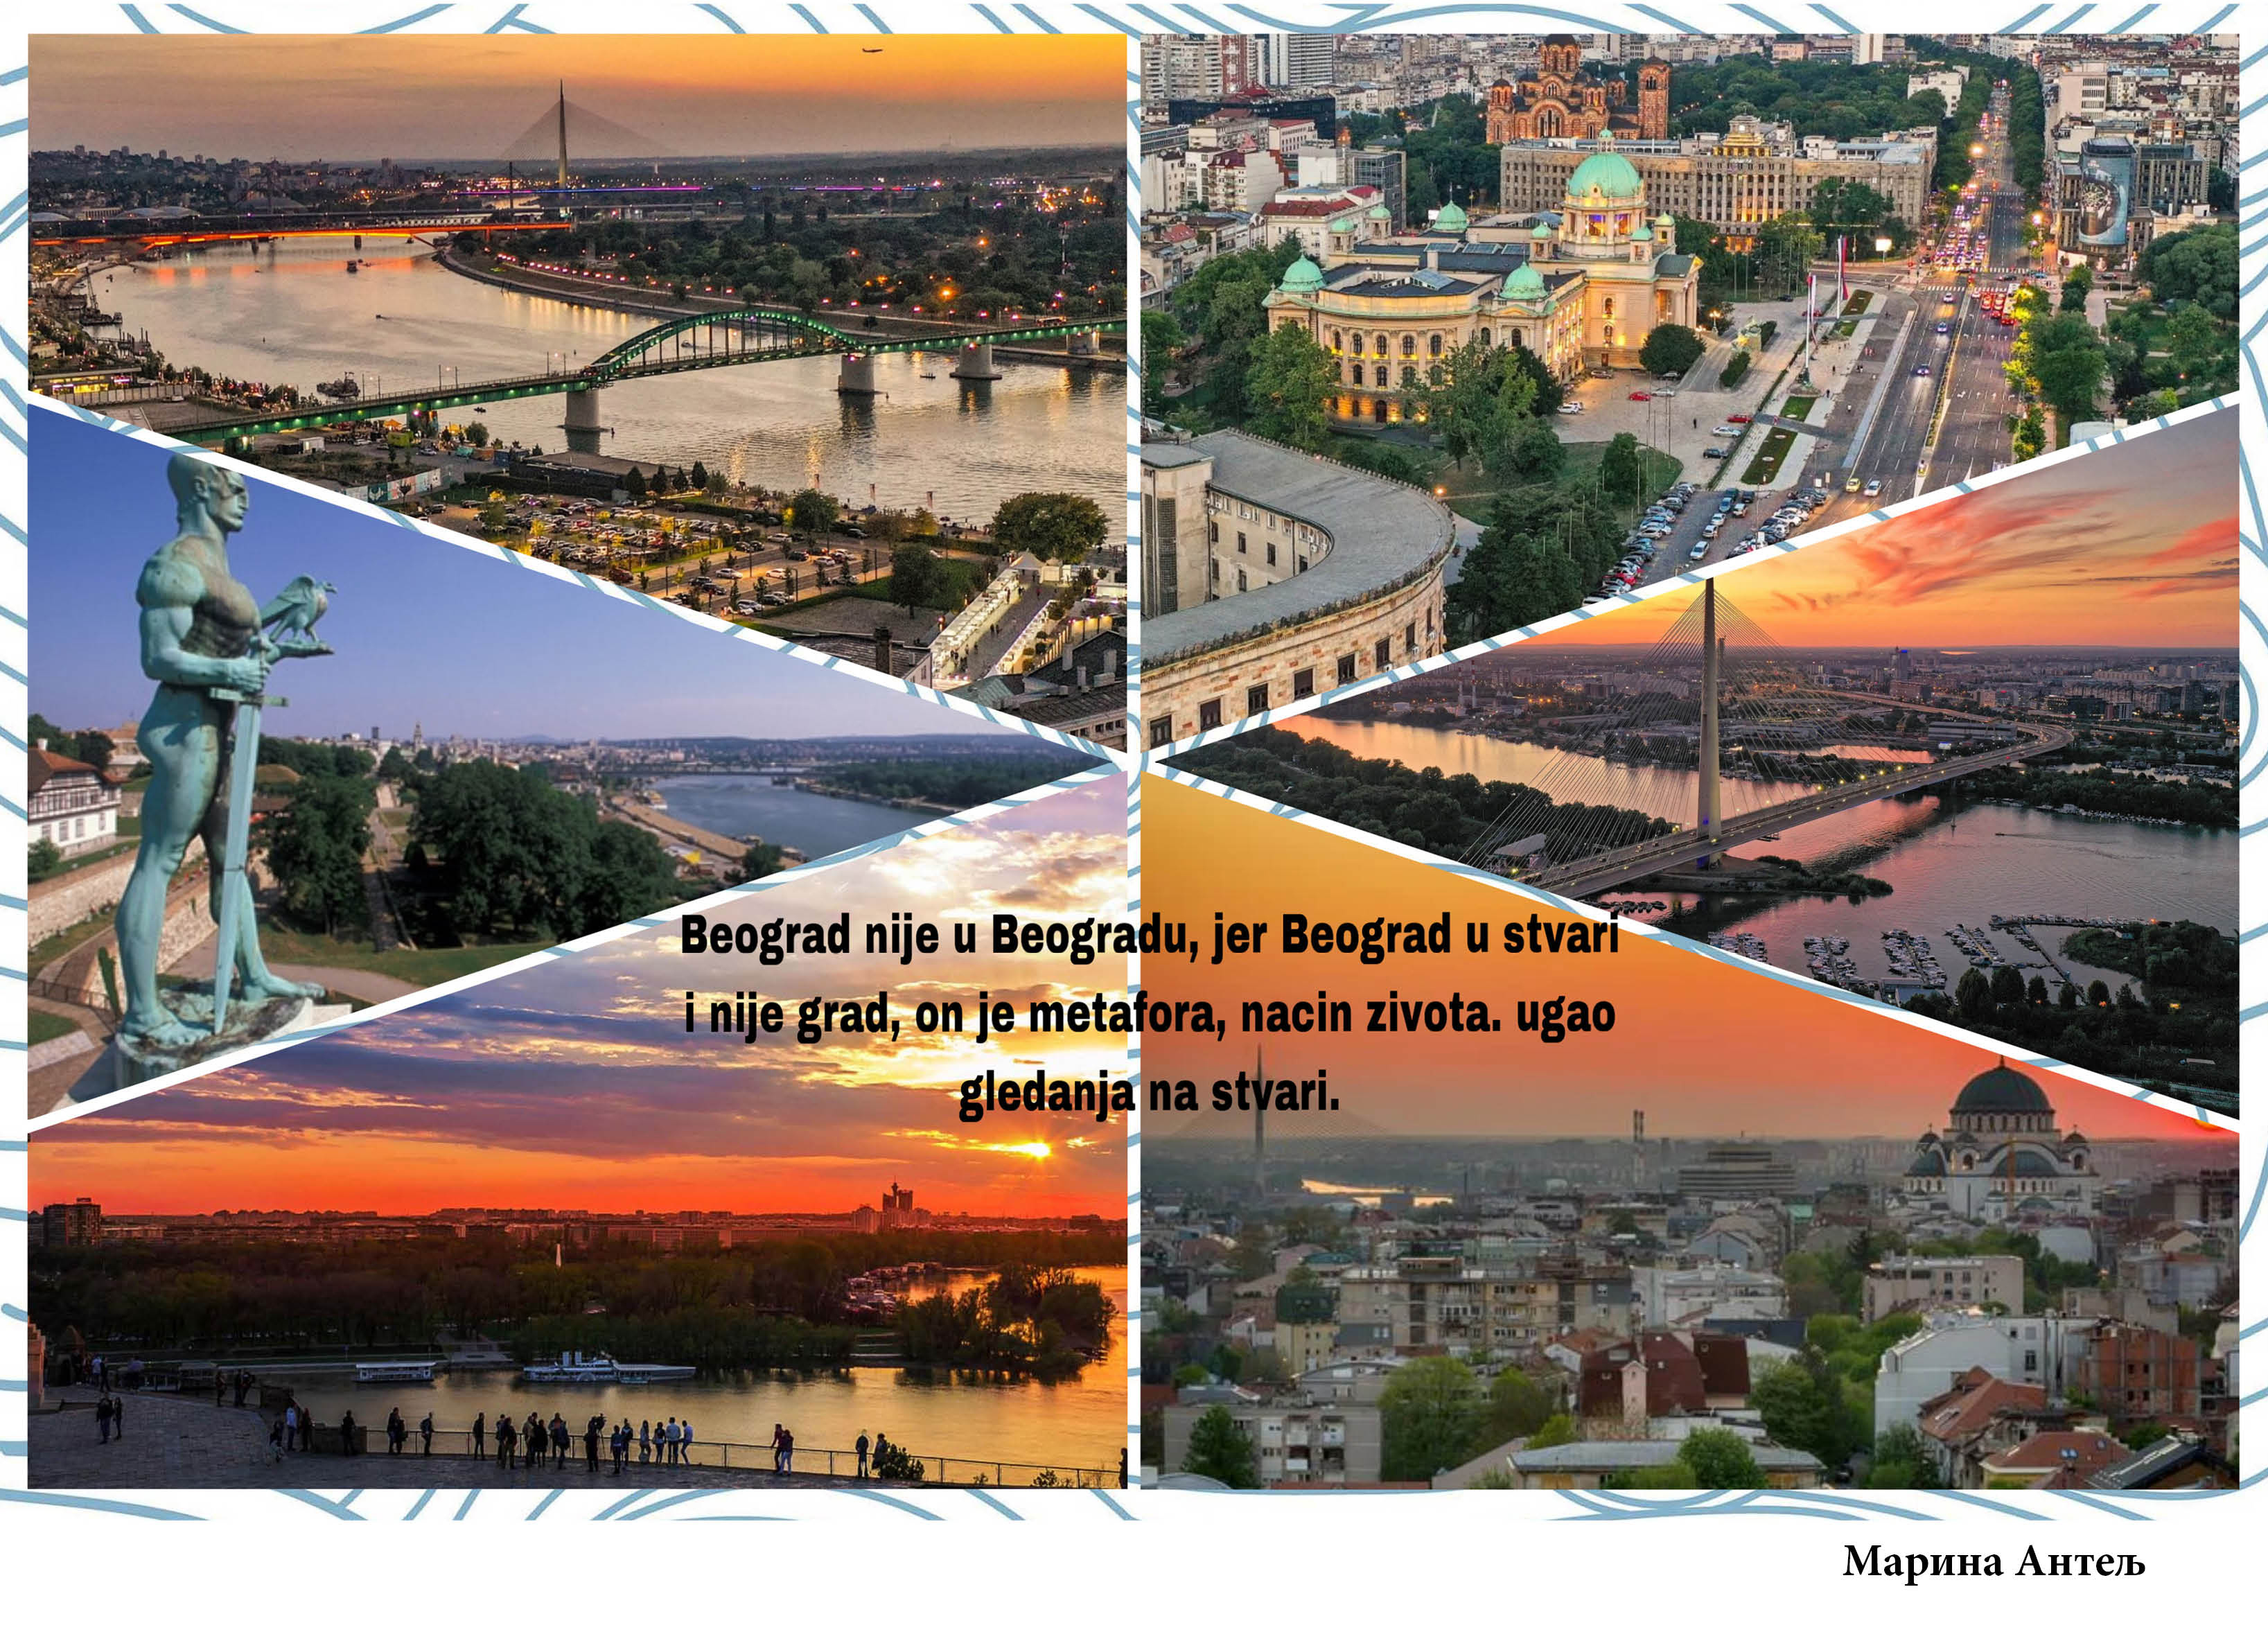 Beograd nije u Beogradu, jer Beograd u stvari
i nije grad, on je metafora, nacin zivota. ugao
gledanja na stvari.
Марина Антељ